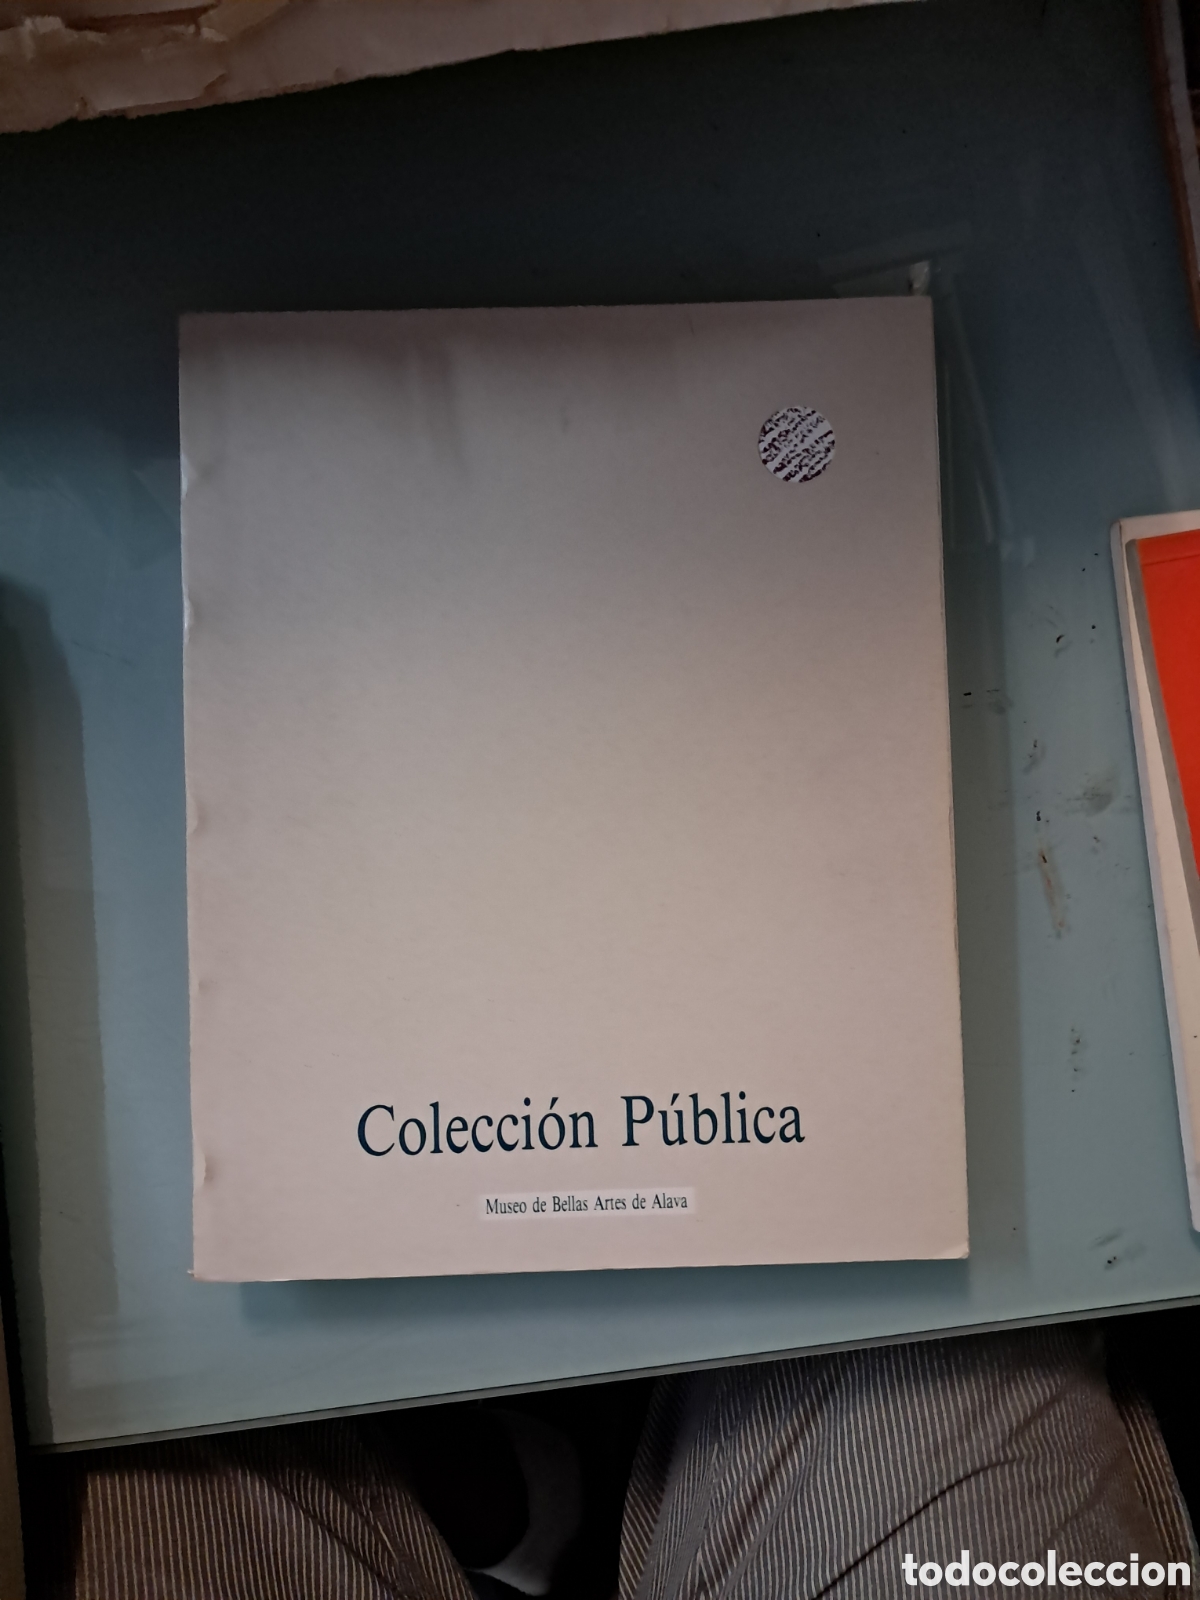 Colección Pública
Museo de Bellas Artes de Alava
todocoleccion